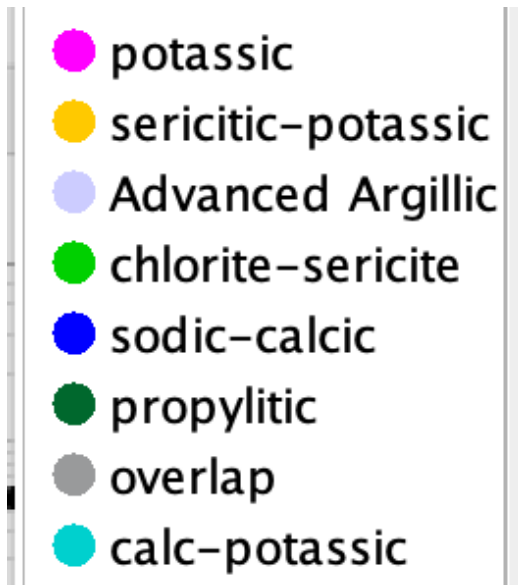 potassic
sericitic-potassic
Advanced Argillic
chlorite-sericite
sodic-calcic
propylitic
overlap
calc-potassic